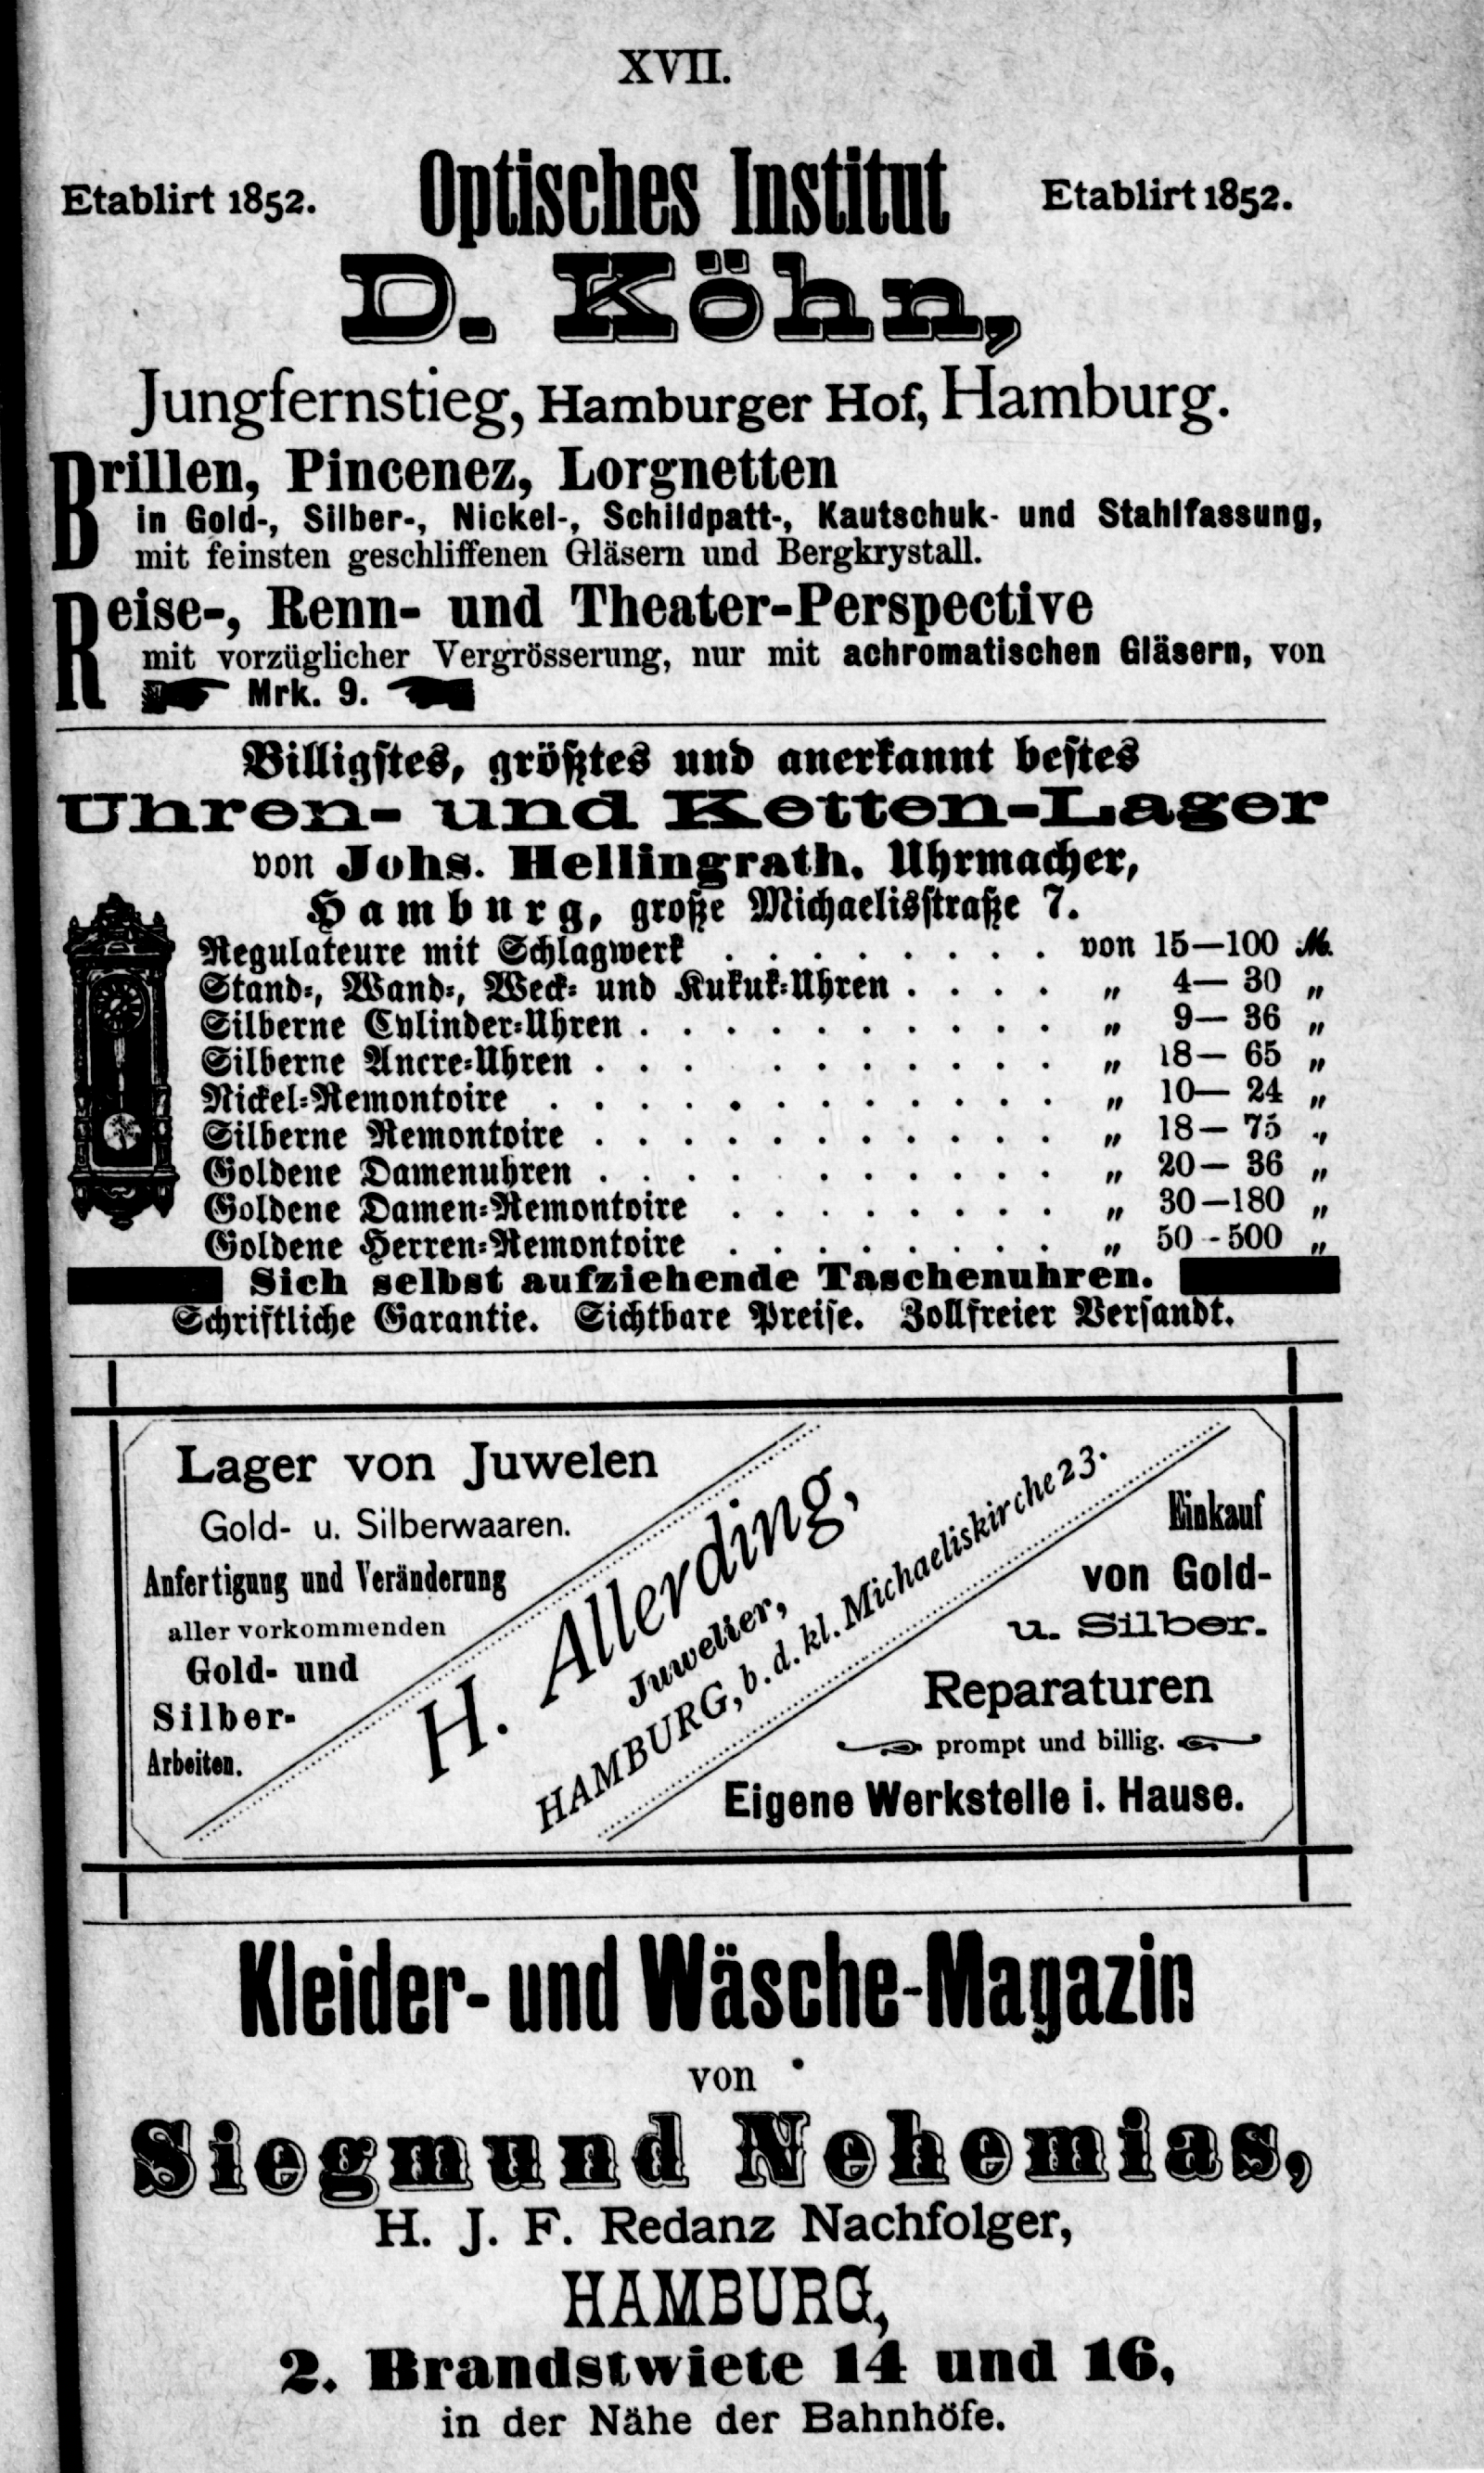 XVII.
Etablirt 1852. Optisches Institut Etablirt 1852.
D. Köhn,
Jungfernstieg, Hamburger Hof, Hamburg.
Brillen, Pincenez, Lorgnetten
in Gold-, Silber-, Nickel-, Schildpatt-, Kautschuk- und Stahlfassung,
mit feinsten geschliffenen Gläsern und Bergkrystall.
Reise-, Renn- und Theater-Perspective
mit vorzüglicher Vergrösserung, nur mit achromatischen Gläsern, von
Mrk. 9.
Billigstes, größtes und anerkannt bestes
Uhren- und Ketten-Lager
von Johs. Hellingrath, Uhrmacher,
Hamburg, große Michaelisstraße 7.
Regulateure mit Schlagwerk . . . . . . . . von 15—100 ℳ.
Stand-, Wand-, Weck- und Kukuk-Uhren . . . . „ 4— 30 „
Silberne Cylinder-Uhren . . . . . . . . . . „ 9— 36 „
Silberne Ancre-Uhren . . . . . . . . . . „ 18— 65 „
Nickel-Remontoire . . . . . . . . . . . . „ 10— 24 „
Silberne Remontoire . . . . . . . . . . . „ 18— 75 „
Goldene Damenuhren . . . . . . . . . . „ 20— 36 „
Goldene Damen-Remontoire . . . . . . . . „ 30—180 „
Goldene Herren-Remontoire . . . . . . . . „ 50-500 „
Sich selbst aufziehende Taschenuhren.
Schriftliche Garantie. Sichtbare Preise. Zollfreier Versandt.
Lager von Juwelen
Gold- u. Silberwaaren.
Anfertigung und Veränderung
aller vorkommenden
Gold- und
Silber-
Arbeiten.
H. Allerding,
Juwelier,
HAMBURG, b. d. kl. Michaeliskirche 23.
Einkauf
von Gold-
u. Silber.
Reparaturen
prompt und billig.
Eigene Werkstelle i. Hause.
Kleider- und Wäsche-Magazin
von
Siegmund Nehemias,
H. J. F. Redanz Nachfolger,
HAMBURG,
2. Brandstwiete 14 und 16,
in der Nähe der Bahnhöfe.